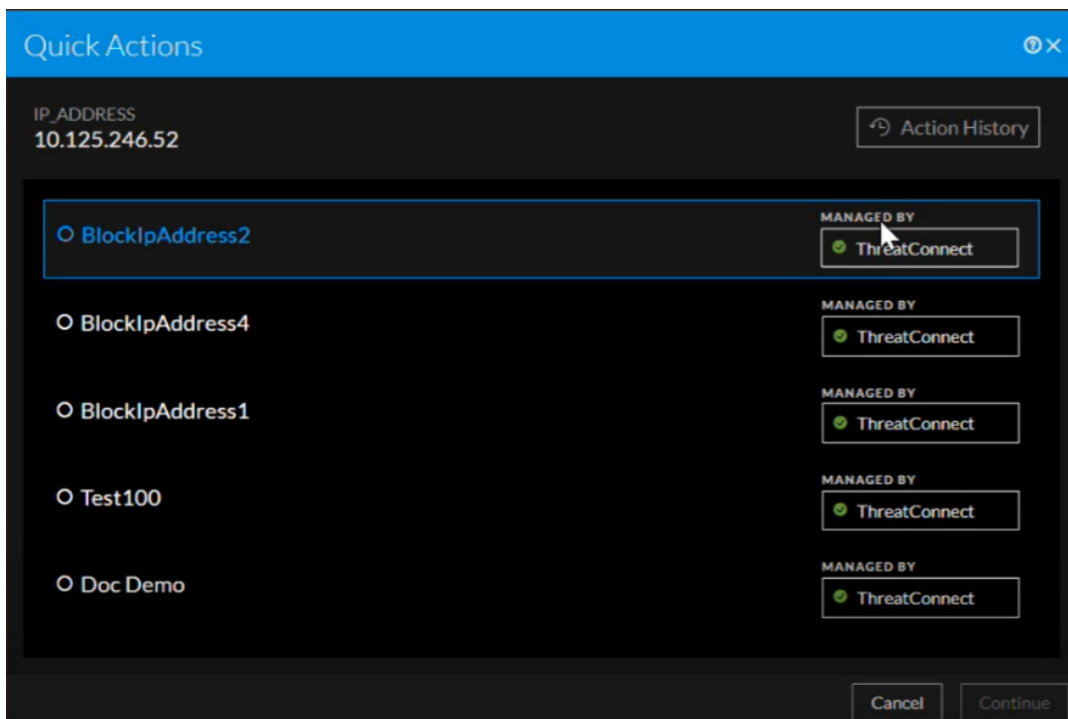 Quick Actions
IP_ADDRESS
10.125.246.52
Action History
BlockIpAddress2
MANAGED BY
ThreatConnect
BlockIpAddress4
MANAGED BY
ThreatConnect
BlockIpAddress1
MANAGED BY
ThreatConnect
Test100
MANAGED BY
ThreatConnect
Doc Demo
MANAGED BY
ThreatConnect
Cancel
Continue